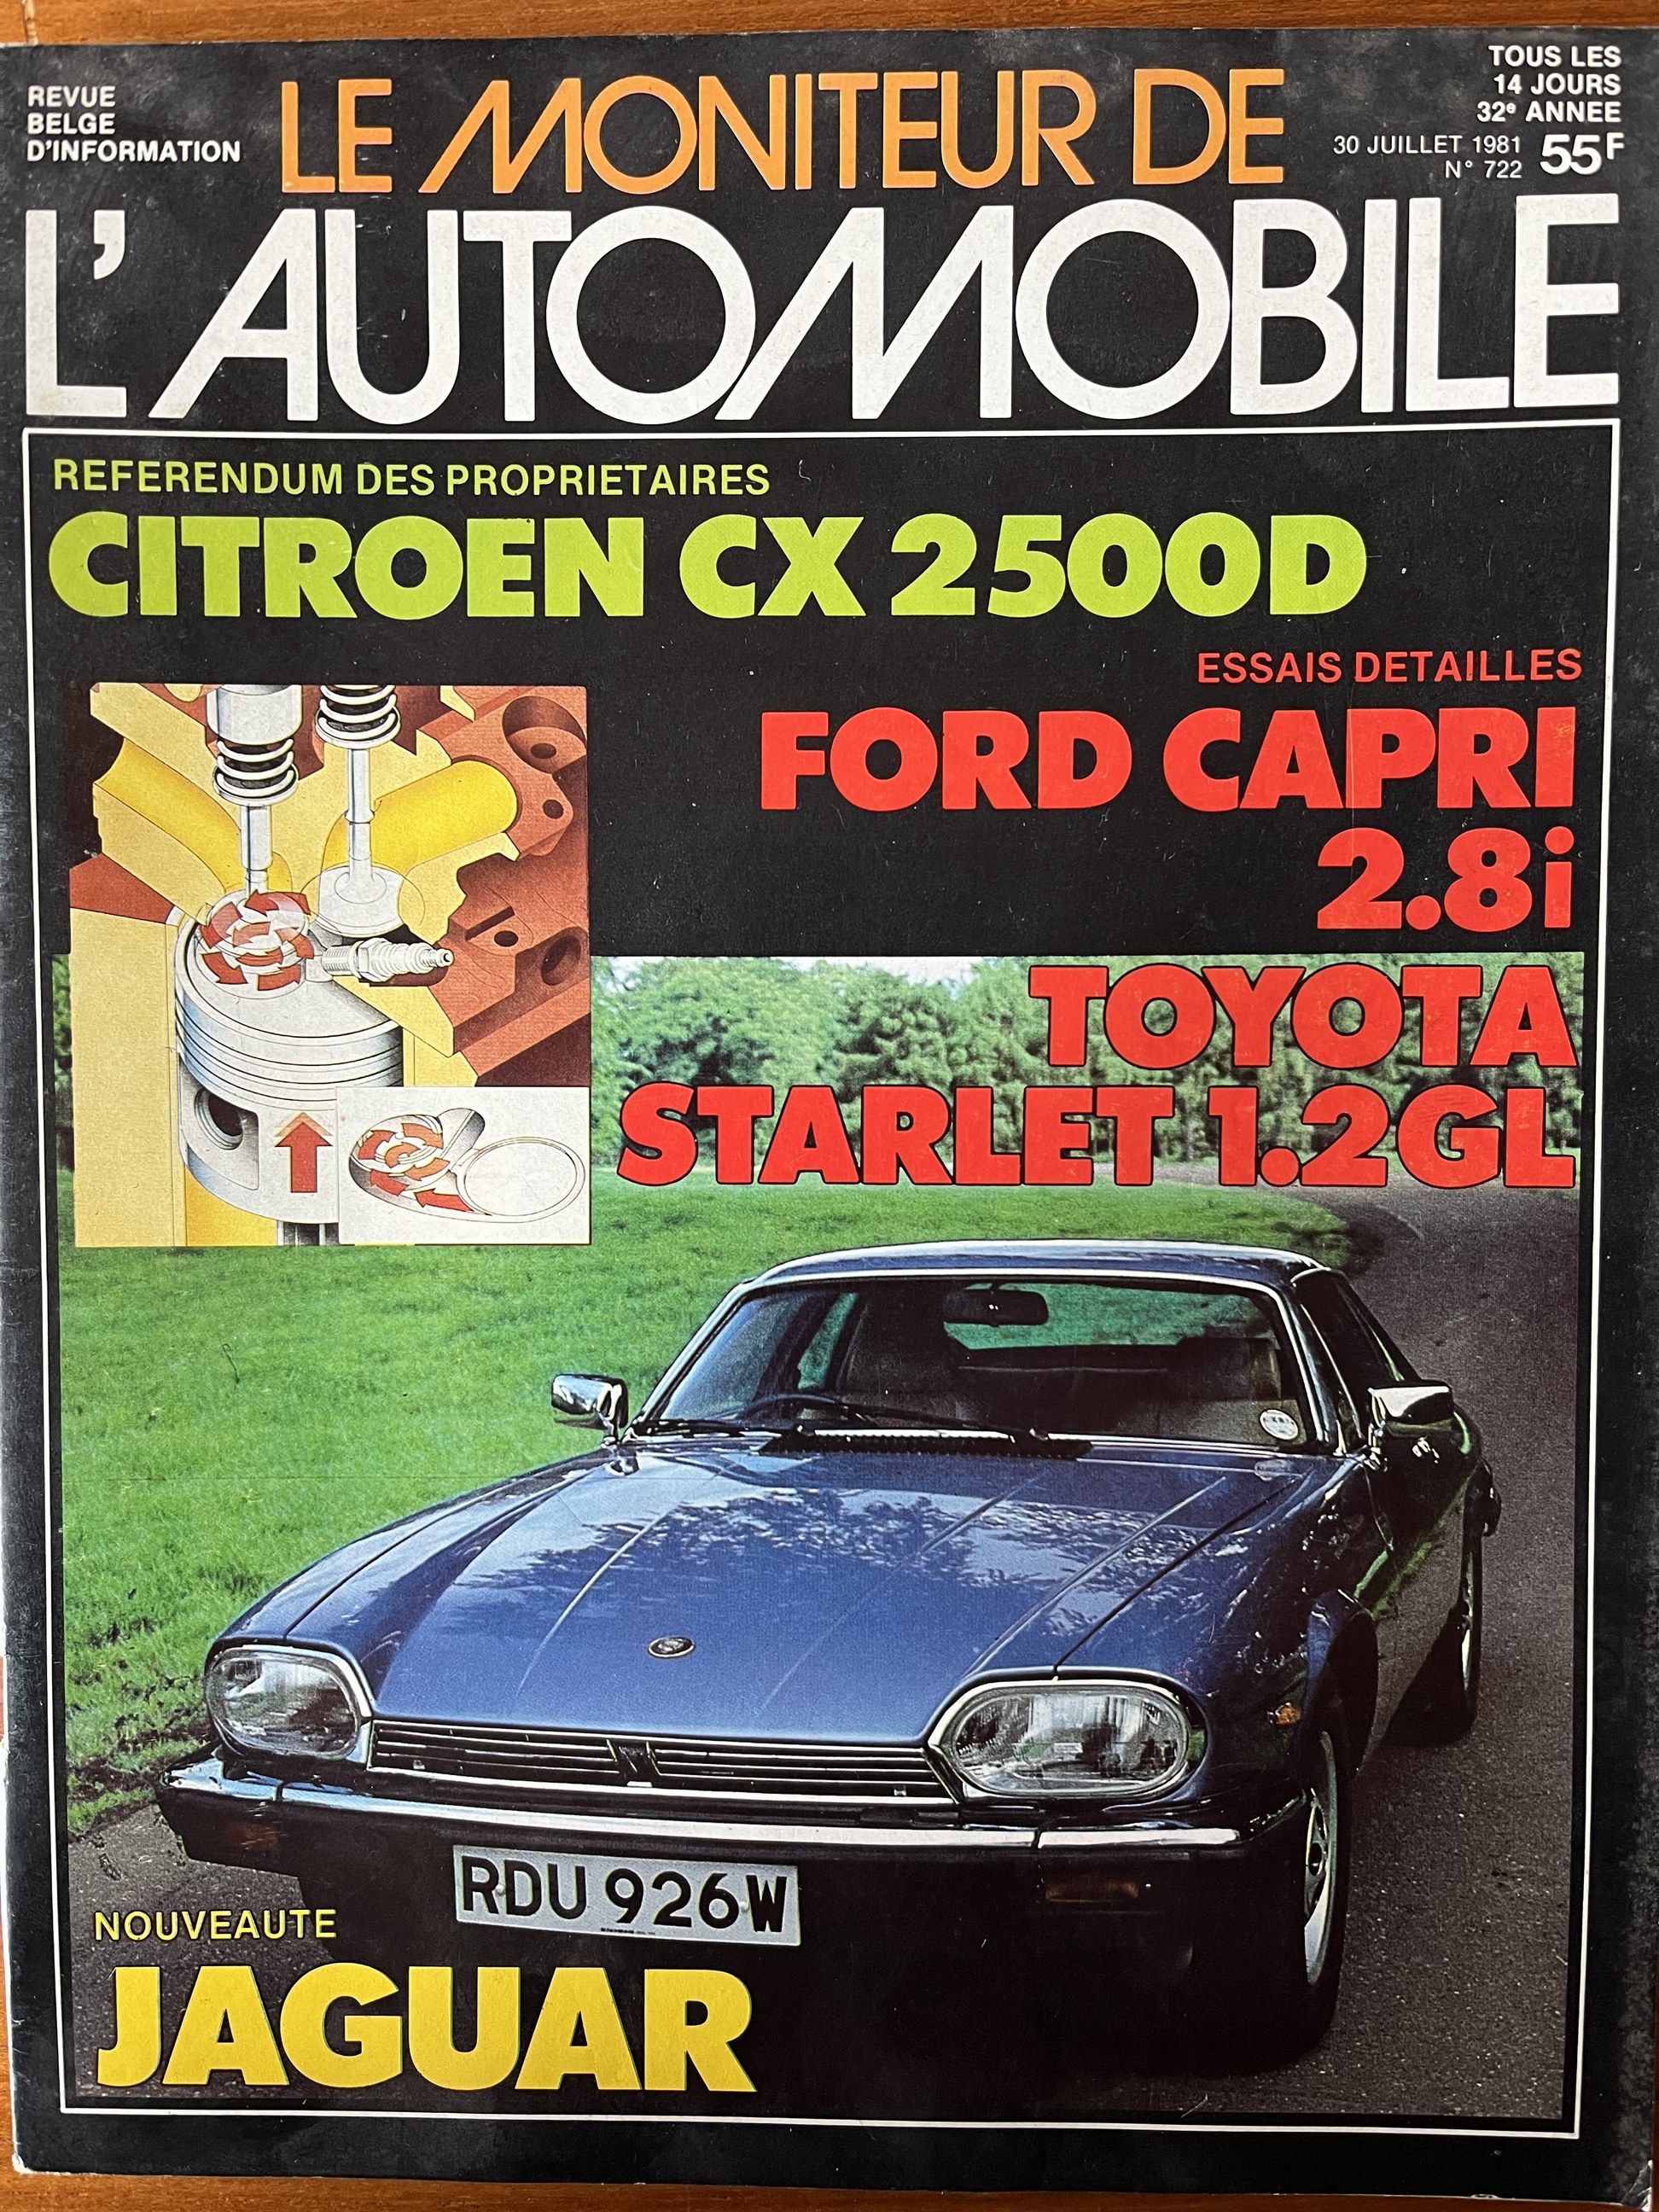 REVUE
BELGE
D'INFORMATION
LE MONITEUR DE
TOUS LES
14 JOURS
32e ANNEE
30 JUILLET 1981
N° 722
55F
L'AUTOMOBILE
REFERENDUM DES PROPRIETAIRES
CITROEN CX 2500D
ESSAIS DETAILLES
FORD CAPRI
2.8i
TOYOTA
STARLET 1.2GL
RDU 926W
NOUVEAUTE
JAGUAR